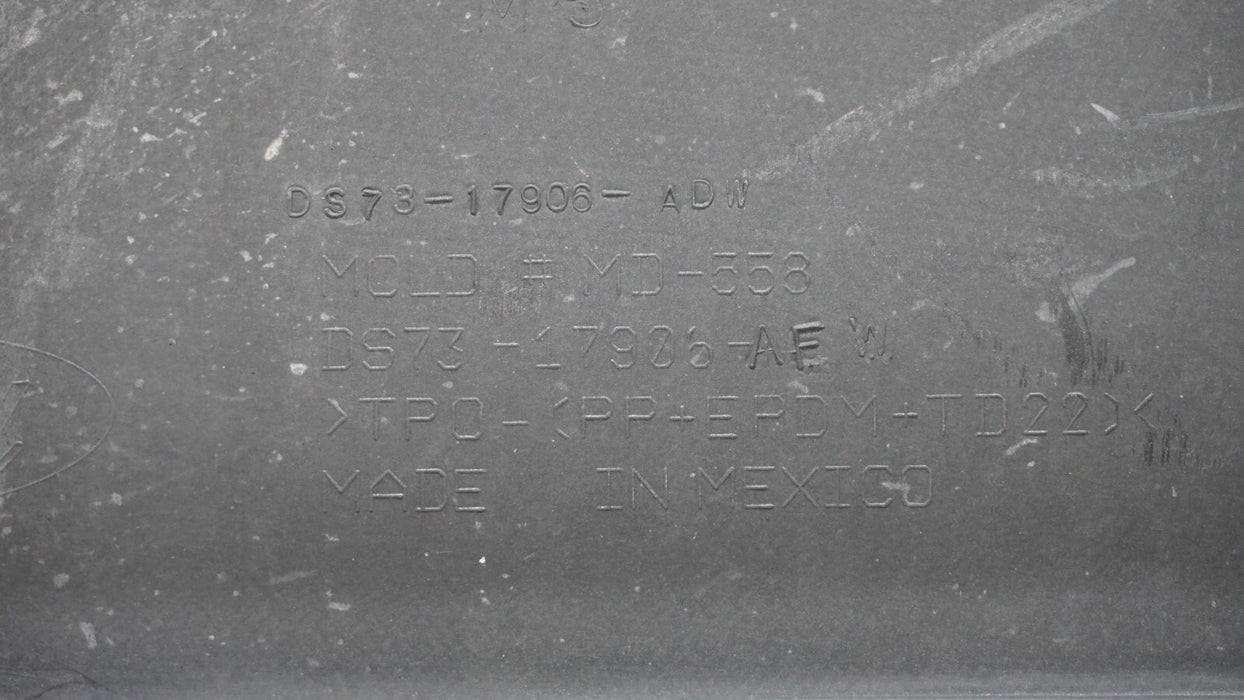 M S
DS73-17906- ADW
MOLD # MD-558
DS73-17906-AE W
>TPO-(PP+EPDM+TD22)<
MADE IN MEXICO